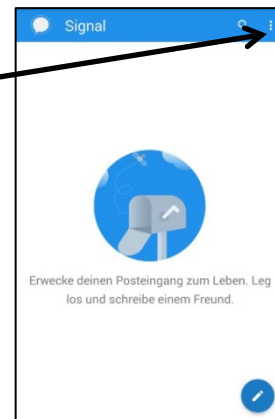 Signal
Erwecke deinen Posteingang zum Leben. Leg
los und schreibe einem Freund.